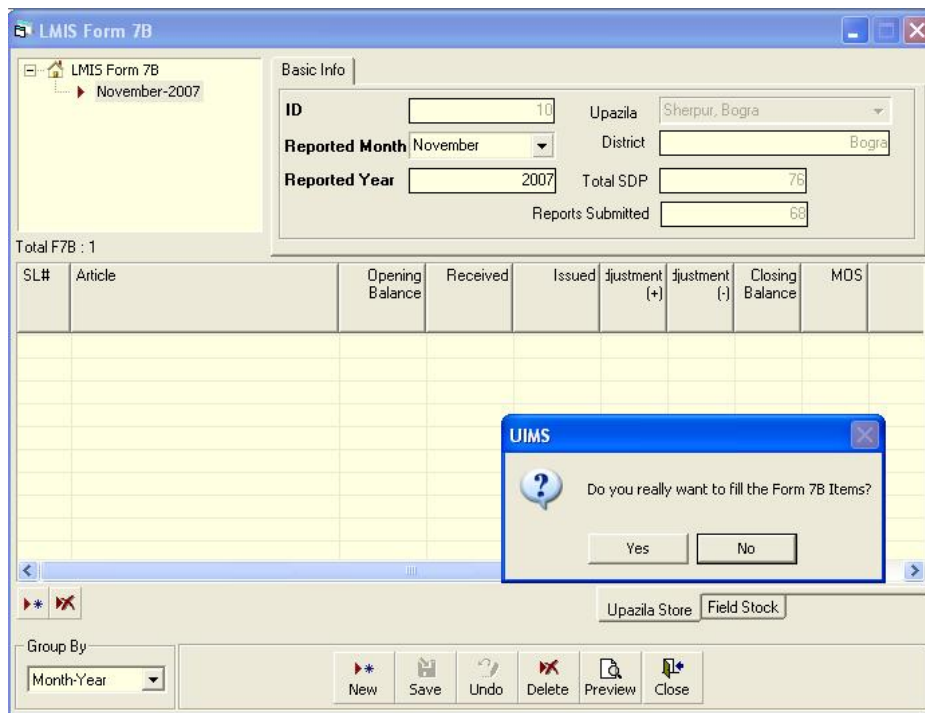 LMIS Form 7B
LMIS Form 7B
November-2007
Total F7B : 1
Basic Info
ID 10
Upazila Sherpur, Bogra
Reported Month November
District Bogra
Reported Year 2007
Total SDP 76
Reports Submitted 68
SL# Article Opening Balance Received Issued djustment (+) djustment (-) Closing Balance MOS
UIMS
Do you really want to fill the Form 7B Items?
Yes No
Upazila Store Field Stock
Group By
Month-Year
New Save Undo Delete Preview Close